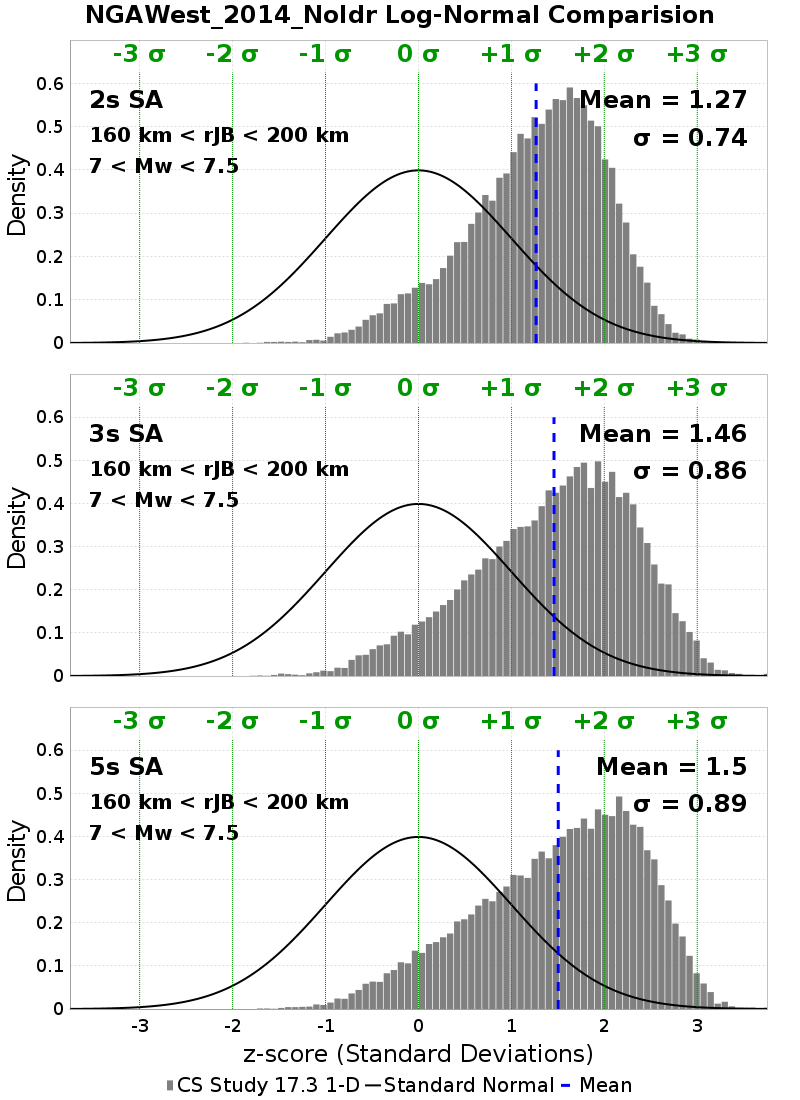 NGAWest_2014_NoIdr Log-Normal Comparision
-3 σ -2 σ -1 σ 0 σ +1 σ +2 σ +3 σ
2s SA
160 km < rJB < 200 km
7 < Mw < 7.5
Mean = 1.27
σ = 0.74
Density
0.6
0.5
0.4
0.3
0.2
0.1
0
-3 σ -2 σ -1 σ 0 σ +1 σ +2 σ +3 σ
3s SA
160 km < rJB < 200 km
7 < Mw < 7.5
Mean = 1.46
σ = 0.86
Density
0.6
0.5
0.4
0.3
0.2
0.1
0
-3 σ -2 σ -1 σ 0 σ +1 σ +2 σ +3 σ
5s SA
160 km < rJB < 200 km
7 < Mw < 7.5
Mean = 1.5
σ = 0.89
Density
0.6
0.5
0.4
0.3
0.2
0.1
0
-3 -2 -1 0 1 2 3
z-score (Standard Deviations)
CS Study 17.3 1-D Standard Normal Mean